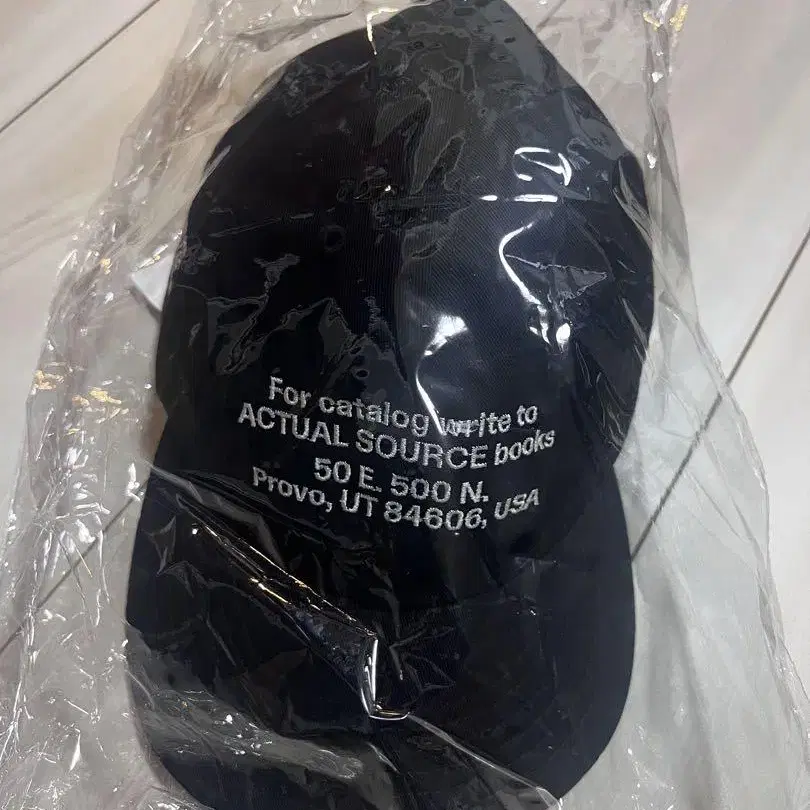 For catalog write to
ACTUAL SOURCE books
50 E. 500 N.
Provo, UT 84606, USA